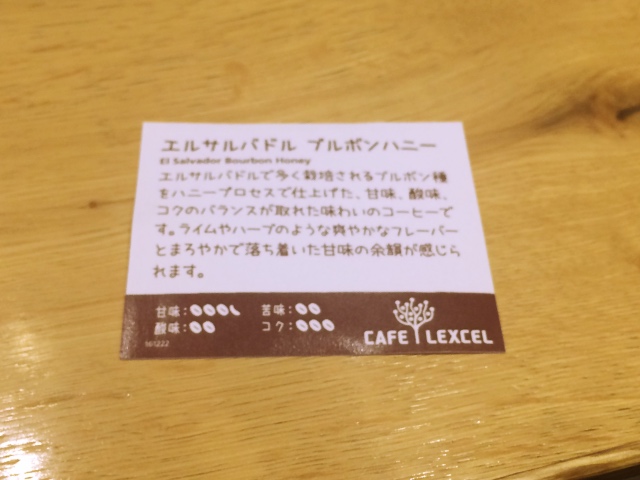 エルサルバドル ブルボンハニー
El Salvador Bourbon Honey
エルサルバドルで多く栽培されるブルボン種
をハニープロセスで仕上げた、甘味、酸味、
コクのバランスが取れた味わいのコーヒーで
す。ライムやハーブのような爽やかなフレーバー
とまろやかで落ち着いた甘味の余韻が感じら
れます。
甘味: 苦味:
酸味: コク:
161222
CAFE LEXCEL